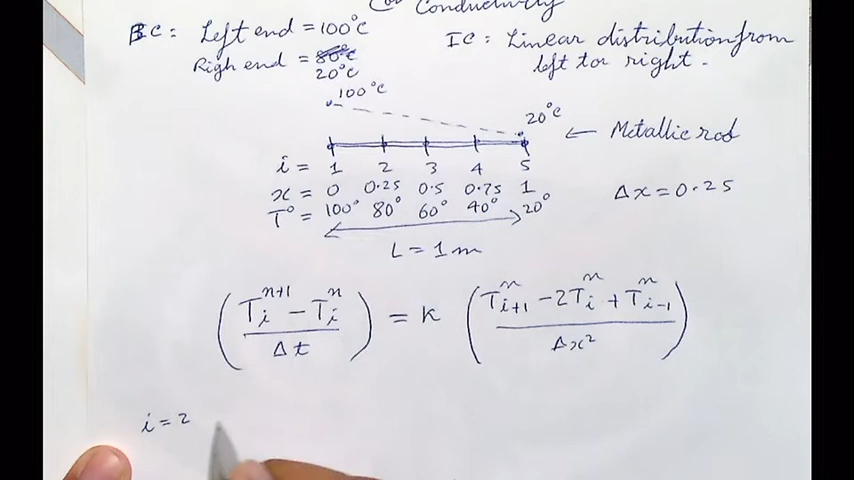 Conductivity
BC: Left end = 100°C
Righ end = 80°C
20°C
IC: Linear distribution from
left to right.
100°C
20°C
← Metallic rod
i = 1 2 3 4 5
x = 0 0.25 0.5 0.75 1
Δx = 0.25
T° = 100° 80° 60° 40° 20°
L = 1 m
(T_i^{n+1} - T_i^n / Δt) = K (T_{i+1}^n - 2T_i^n + T_{i-1}^n / Δx²)
i = 2